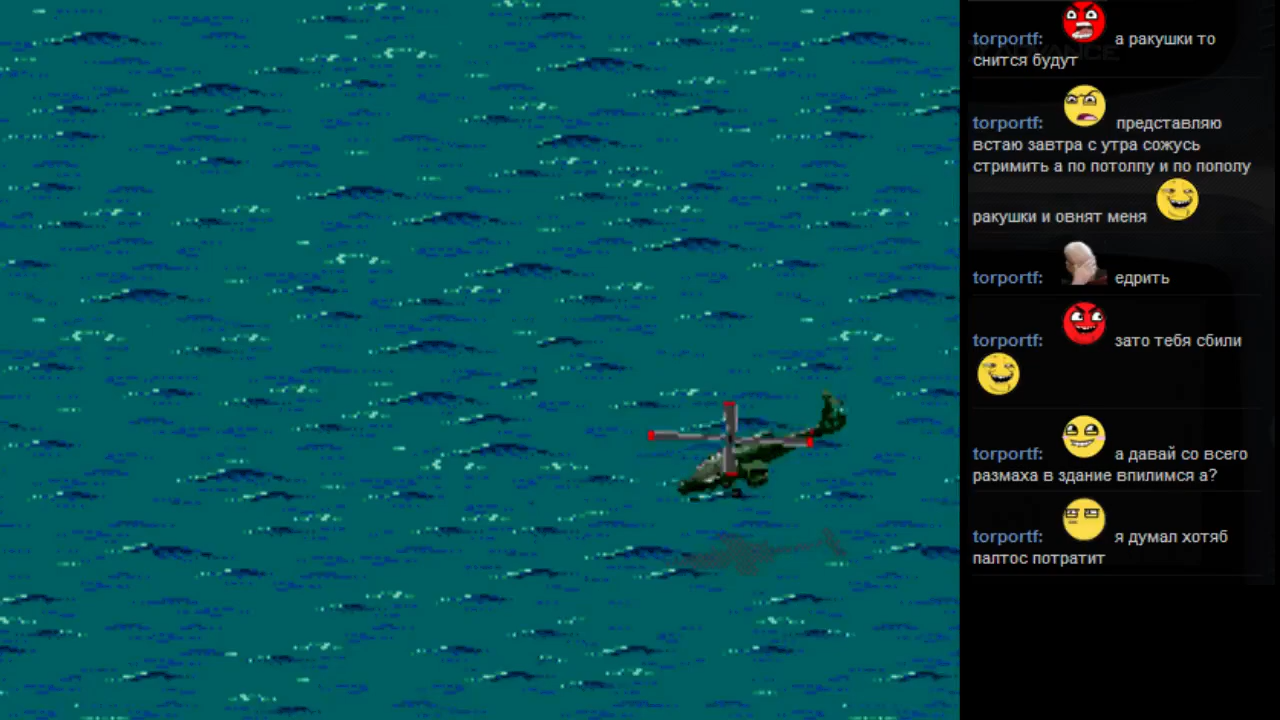 torportf: а ракушки то
снится будут
torportf: представляю
встаю завтра с утра сожусь
стримить а по потолпу и по пополу
ракушки и овнят меня
torportf: едрить
torportf: зато тебя сбили
torportf: а давай со всего
размаха в здание впилимся а?
torportf: я думал хотяб
палтос потратит